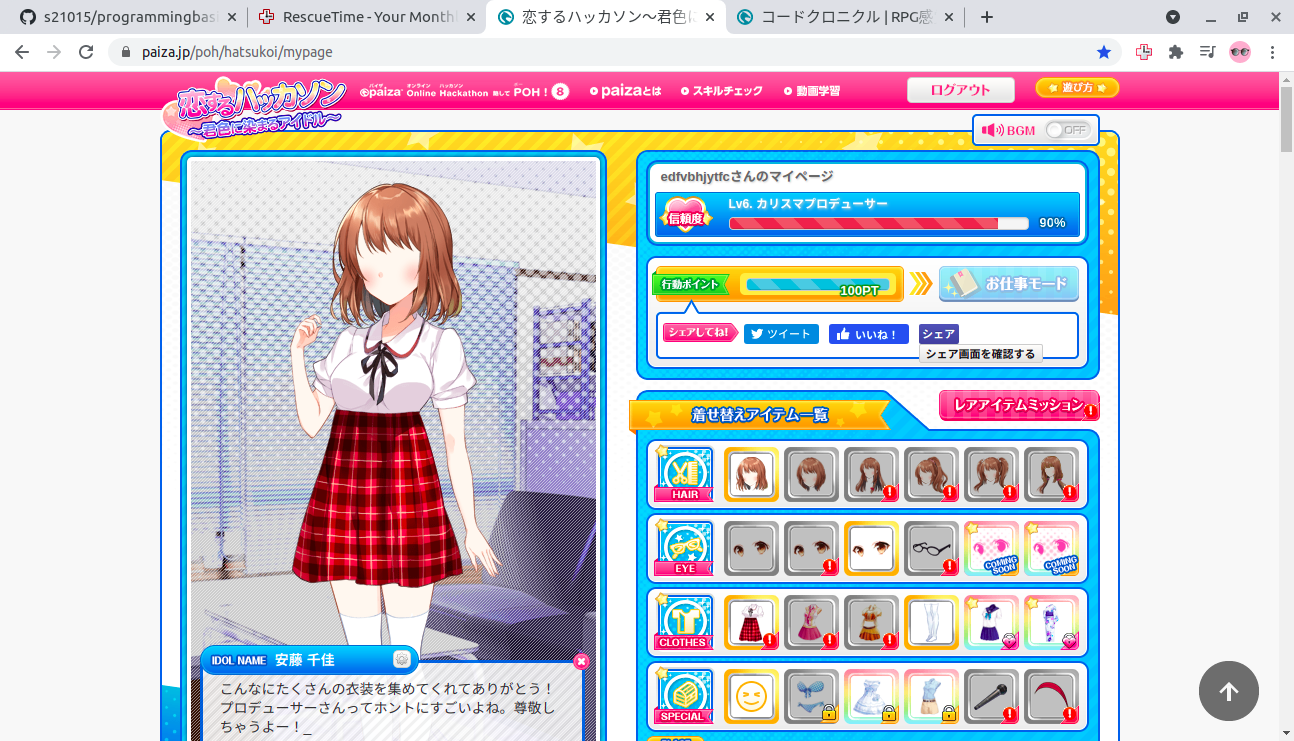 s21015/programmingbas
RescueTime - Your Month
恋するハッカソン～君色に
コードクロニクル | RPG感
paiza.jp/poh/hatsukoi/mypage
恋するハッカソン
～君色に染まるアイドル～
paiza Online Hackathon 略して POH! 8
paizaとは
スキルチェック
動画学習
ログアウト
遊び方
BGM OFF
edfvbhjytfcさんのマイページ
信頼度
Lv6. カリスマプロデューサー
90%
行動ポイント
100PT
お仕事モード
シェアしてね!
ツイート
いいね！
シェア
シェア画面を確認する
着せ替えアイテム一覧
レアアイテムミッション
HAIR
EYE
COMING SOON
COMING SOON
CLOTHES
SPECIAL
IDOL NAME 安藤 千佳
こんなにたくさんの衣装を集めてくれてありがとう！
プロデューサーさんってホントにすごいよね。尊敬し
ちゃうよー！_